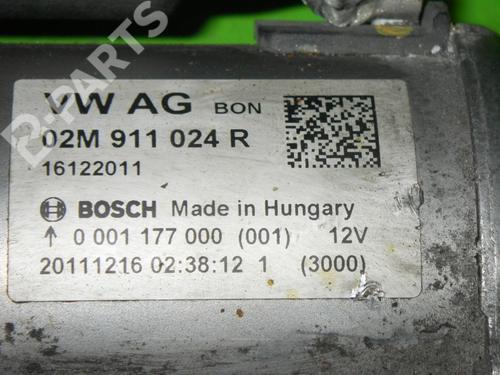 VW AG BON
02M 911 024 R
16122011
BOSCH Made in Hungary
↑ 0 001 177 000 (001) 12V
20111216 02:38:12 1 (3000)
B-PARTS